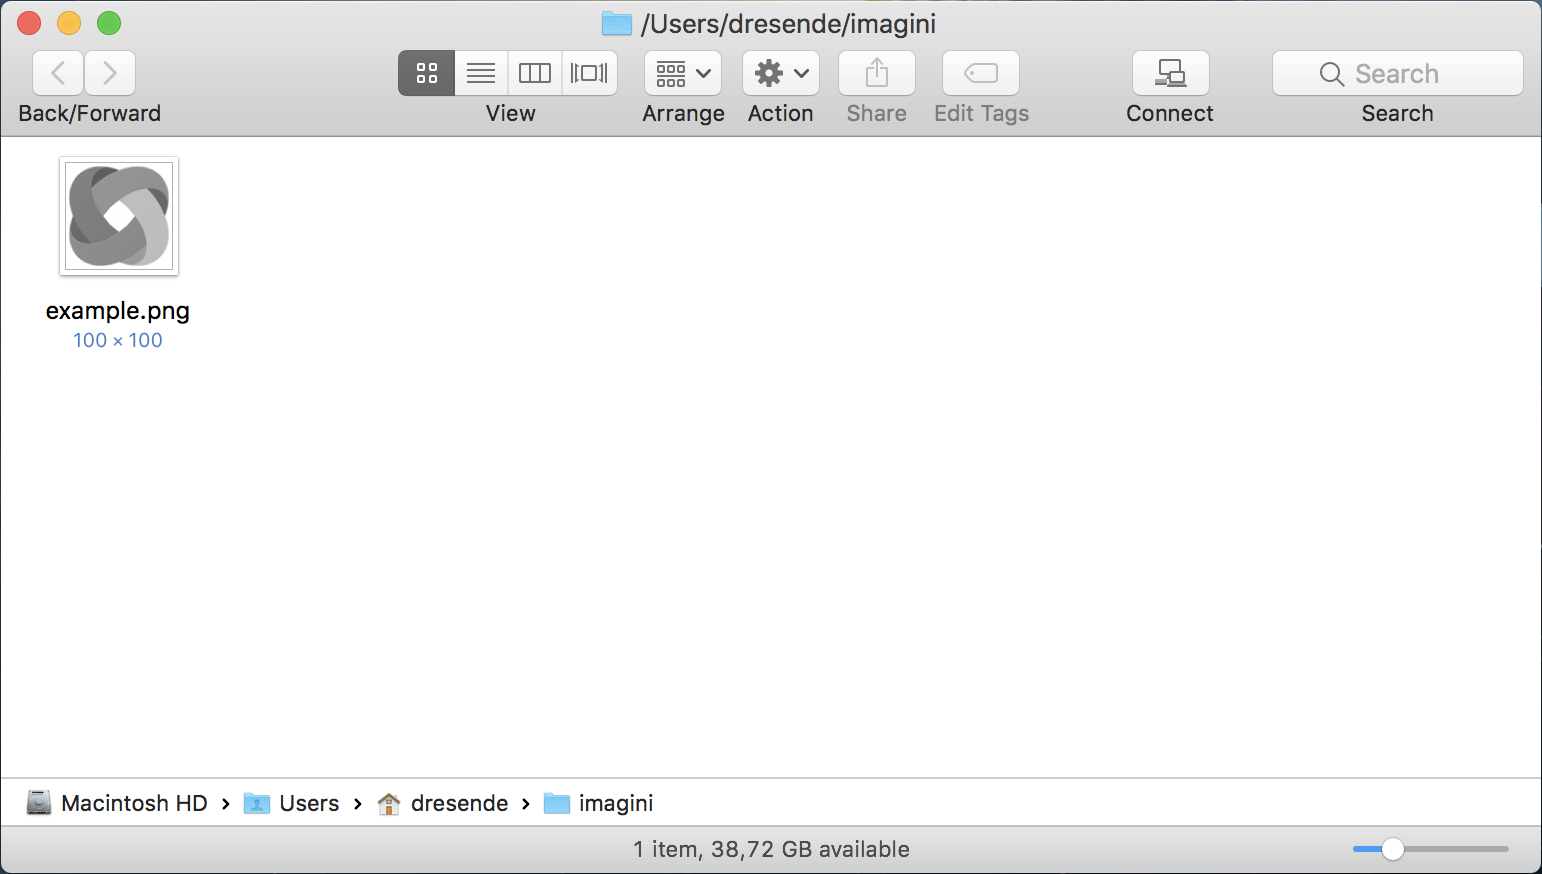 /Users/dresende/imagini
Search
Back/Forward
View
Arrange
Action
Share
Edit Tags
Connect
Search
example.png
100 × 100
Macintosh HD › Users › dresende › imagini
1 item, 38,72 GB available